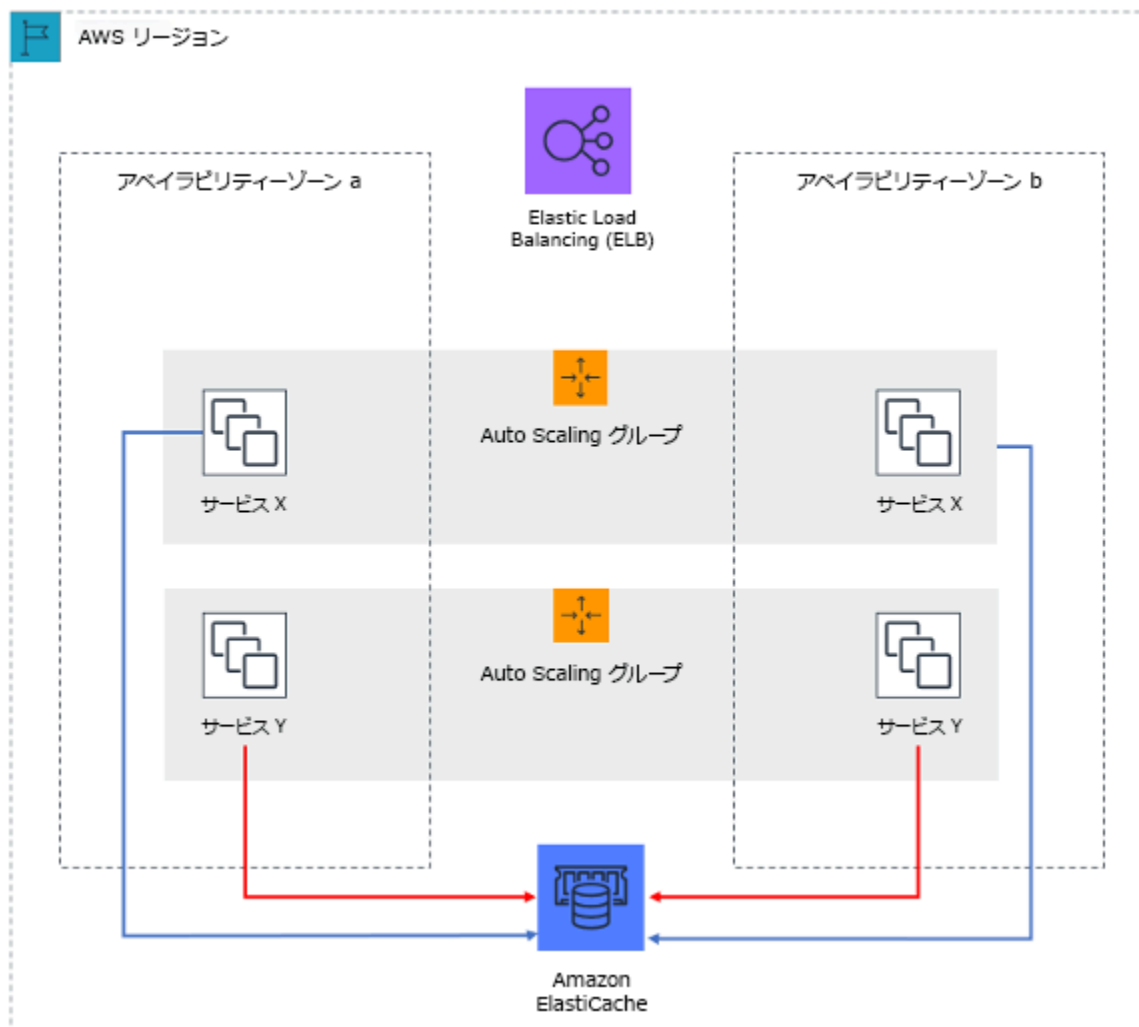 AWS リージョン
Elastic Load
Balancing (ELB)
アベイラビリティーゾーン a
アベイラビリティーゾーン b
Auto Scaling グループ
サービス X
サービス X
Auto Scaling グループ
サービス Y
サービス Y
Amazon
ElastiCache